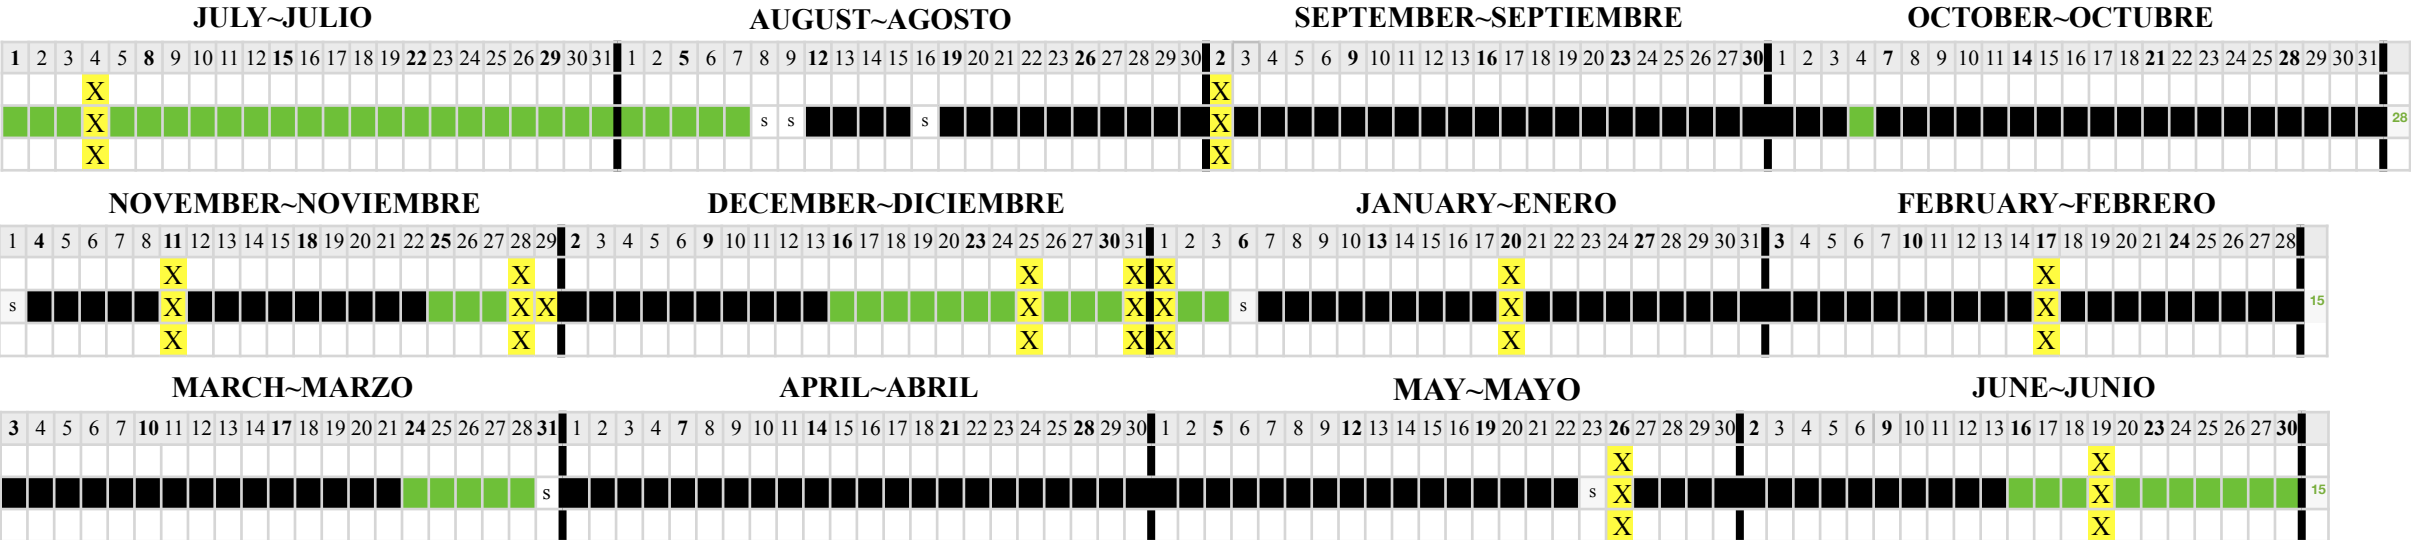 JULY~JULIO AUGUST~AGOSTO SEPTEMBER~SEPTIEMBRE OCTOBER~OCTUBRE
1 2 3 4 5 8 9 10 11 12 15 16 17 18 19 22 23 24 25 26 29 30 31 1 2 5 6 7 8 9 12 13 14 15 16 19 20 21 22 23 26 27 28 29 30 2 3 4 5 6 9 10 11 12 13 16 17 18 19 20 23 24 25 26 27 30 1 2 3 4 7 8 9 10 11 14 15 16 17 18 21 22 23 24 25 28 29 30 31
X X
X s s s X 28
X X
NOVEMBER~NOVIEMBRE DECEMBER~DICIEMBRE JANUARY~ENERO FEBRUARY~FEBRERO
1 4 5 6 7 8 11 12 13 14 15 18 19 20 21 22 25 26 27 28 29 2 3 4 5 6 9 10 11 12 13 16 17 18 19 20 23 24 25 26 27 30 31 1 2 3 6 7 8 9 10 13 14 15 16 17 20 21 22 23 24 27 28 29 30 31 3 4 5 6 7 10 11 12 13 14 17 18 19 20 21 24 25 26 27 28
X X X X X X X
s X X X X X X s X X 15
X X X X X X X
MARCH~MARZO APRIL~ABRIL MAY~MAYO JUNE~JUNIO
3 4 5 6 7 10 11 12 13 14 17 18 19 20 21 24 25 26 27 28 31 1 2 3 4 7 8 9 10 11 14 15 16 17 18 21 22 23 24 25 28 29 30 1 2 5 6 7 8 9 12 13 14 15 16 19 20 21 22 23 26 27 28 29 30 2 3 4 5 6 9 10 11 12 13 16 17 18 19 20 23 24 25 26 27 30
X X
s s X X 15
X X